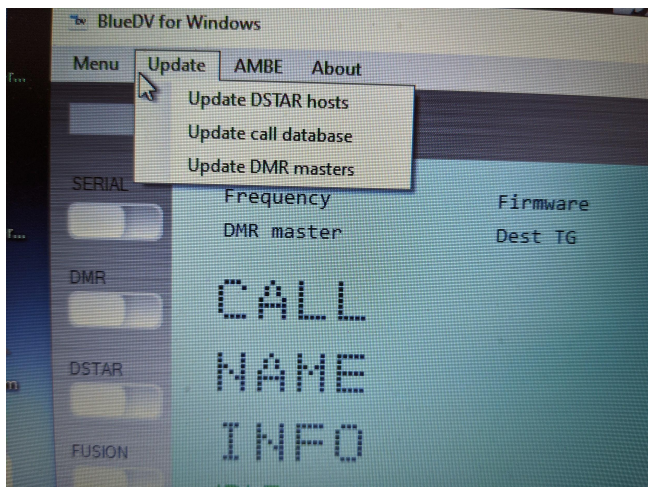 BlueDV for Windows
Menu Update AMBE About
Update DSTAR hosts
Update call database
Update DMR masters
SERIAL
Frequency Firmware
DMR master Dest TG
DMR
CALL
DSTAR
NAME
FUSION
INFO